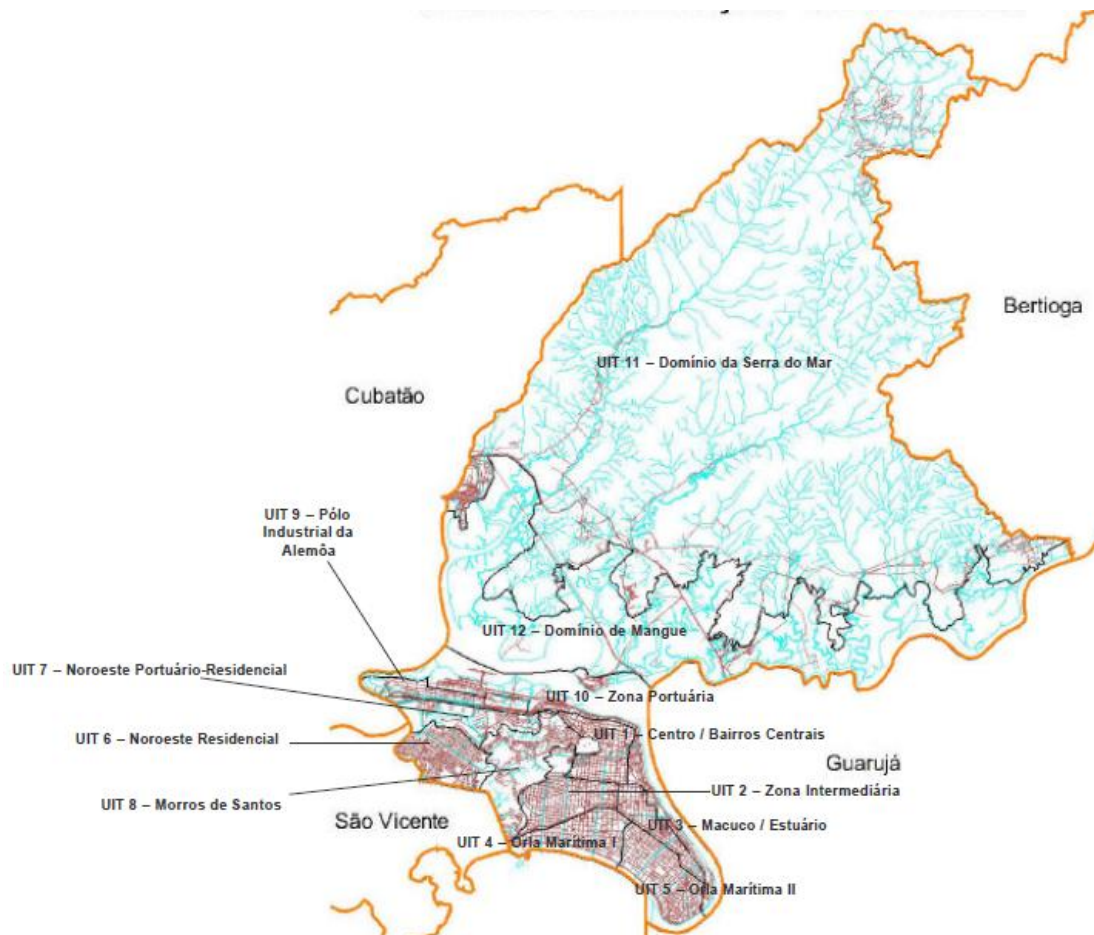 Bertioga
UIT 11 – Domínio da Serra do Mar
Cubatão
UIT 9 – Pólo
Industrial da
Alemôa
UIT 12 – Domínio de Mangue
UIT 7 – Noroeste Portuário-Residencial
UIT 10 – Zona Portuária
UIT 1 – Centro / Bairros Centrais
UIT 6 – Noroeste Residencial
Guarujá
UIT 2 – Zona Intermediária
UIT 8 – Morros de Santos
São Vicente
UIT 3 – Macuco / Estuário
UIT 4 – Orla Marítima I
UIT 5 – Orla Marítima II